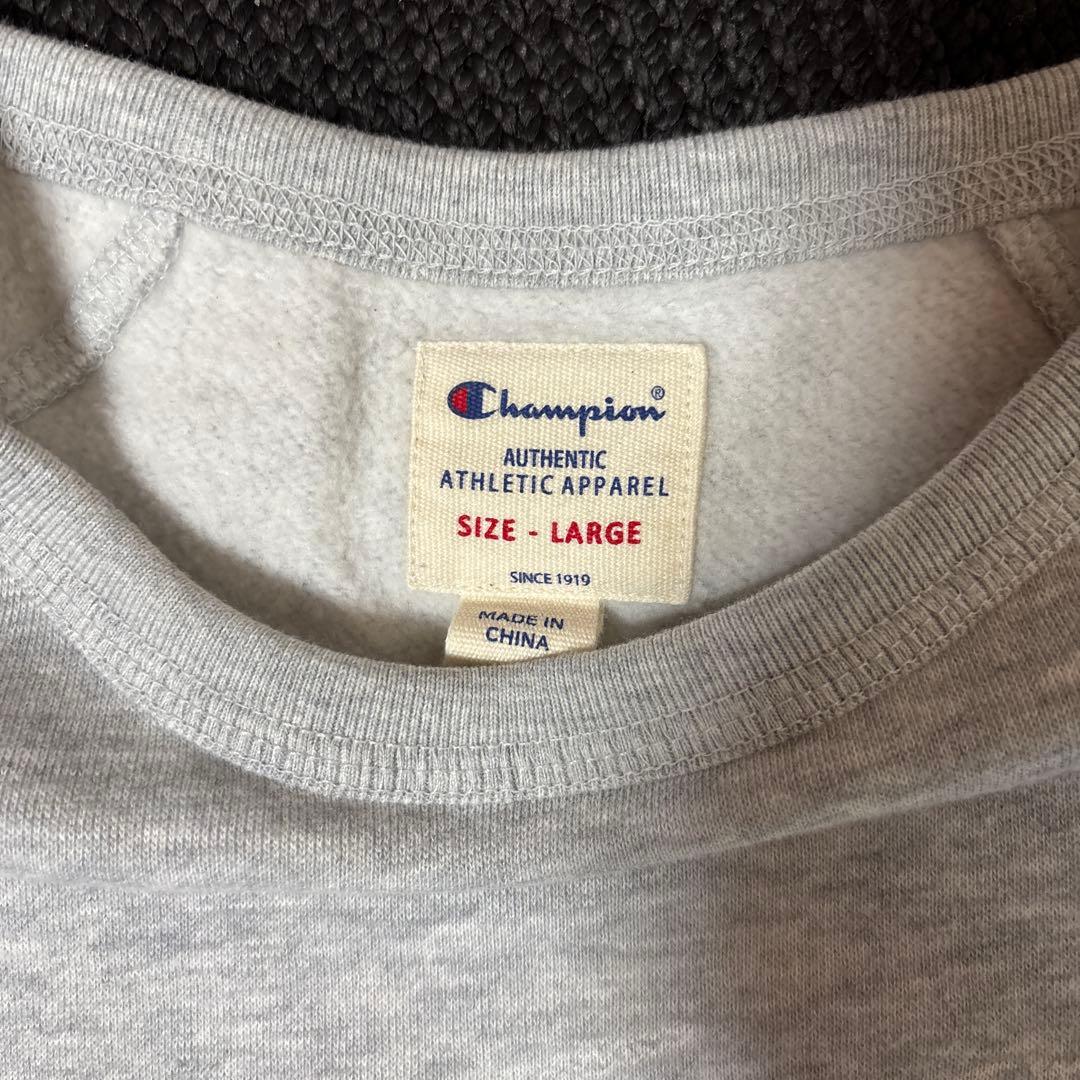 Champion®
AUTHENTIC
ATHLETIC APPAREL
SIZE - LARGE
SINCE 1919
MADE IN
CHINA